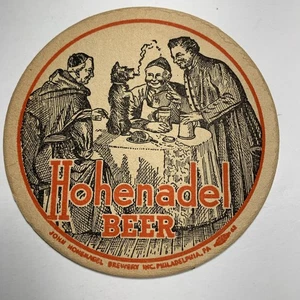 Hohenadel
BEER
JOHN HOHENADEL BREWERY INC. PHILADELPHIA, PA.